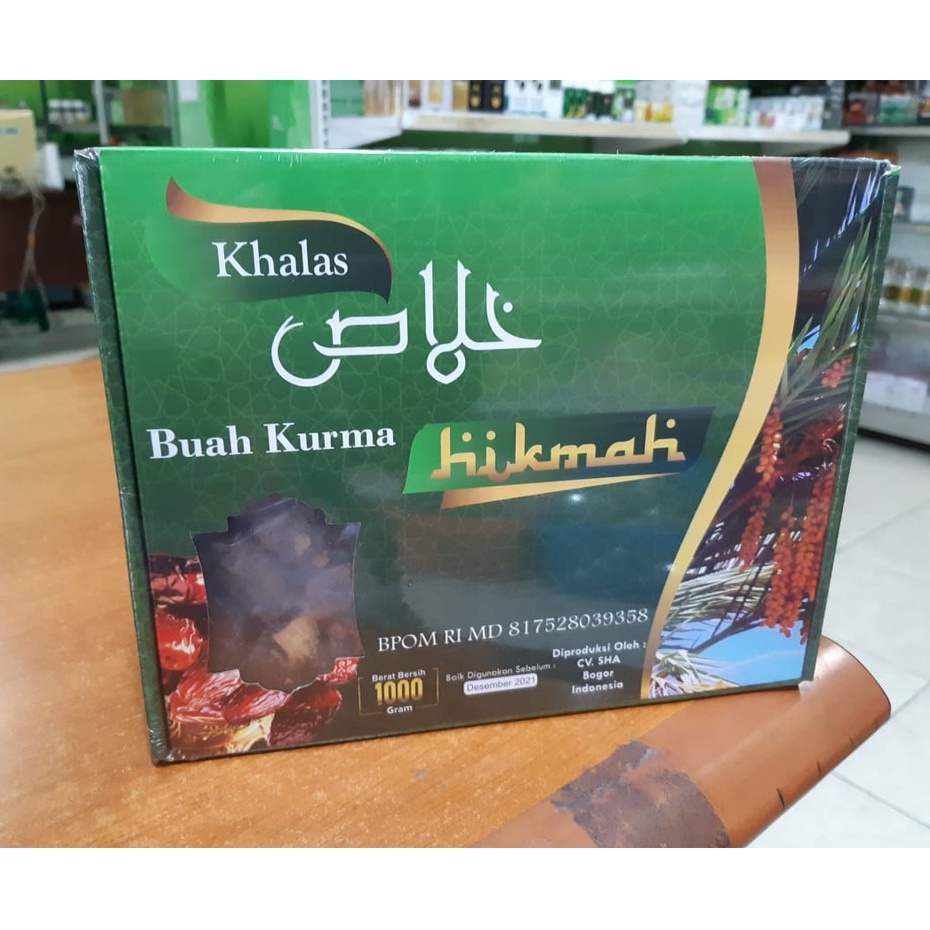 Khalas
خلاص
Buah Kurma
hikmah
BPOM RI MD 817528039358
Berat Bersih
1000
Gram
Baik Digunakan Sebelum :
Desember 2021
Diproduksi Oleh :
CV. SHA
Bogor
Indonesia